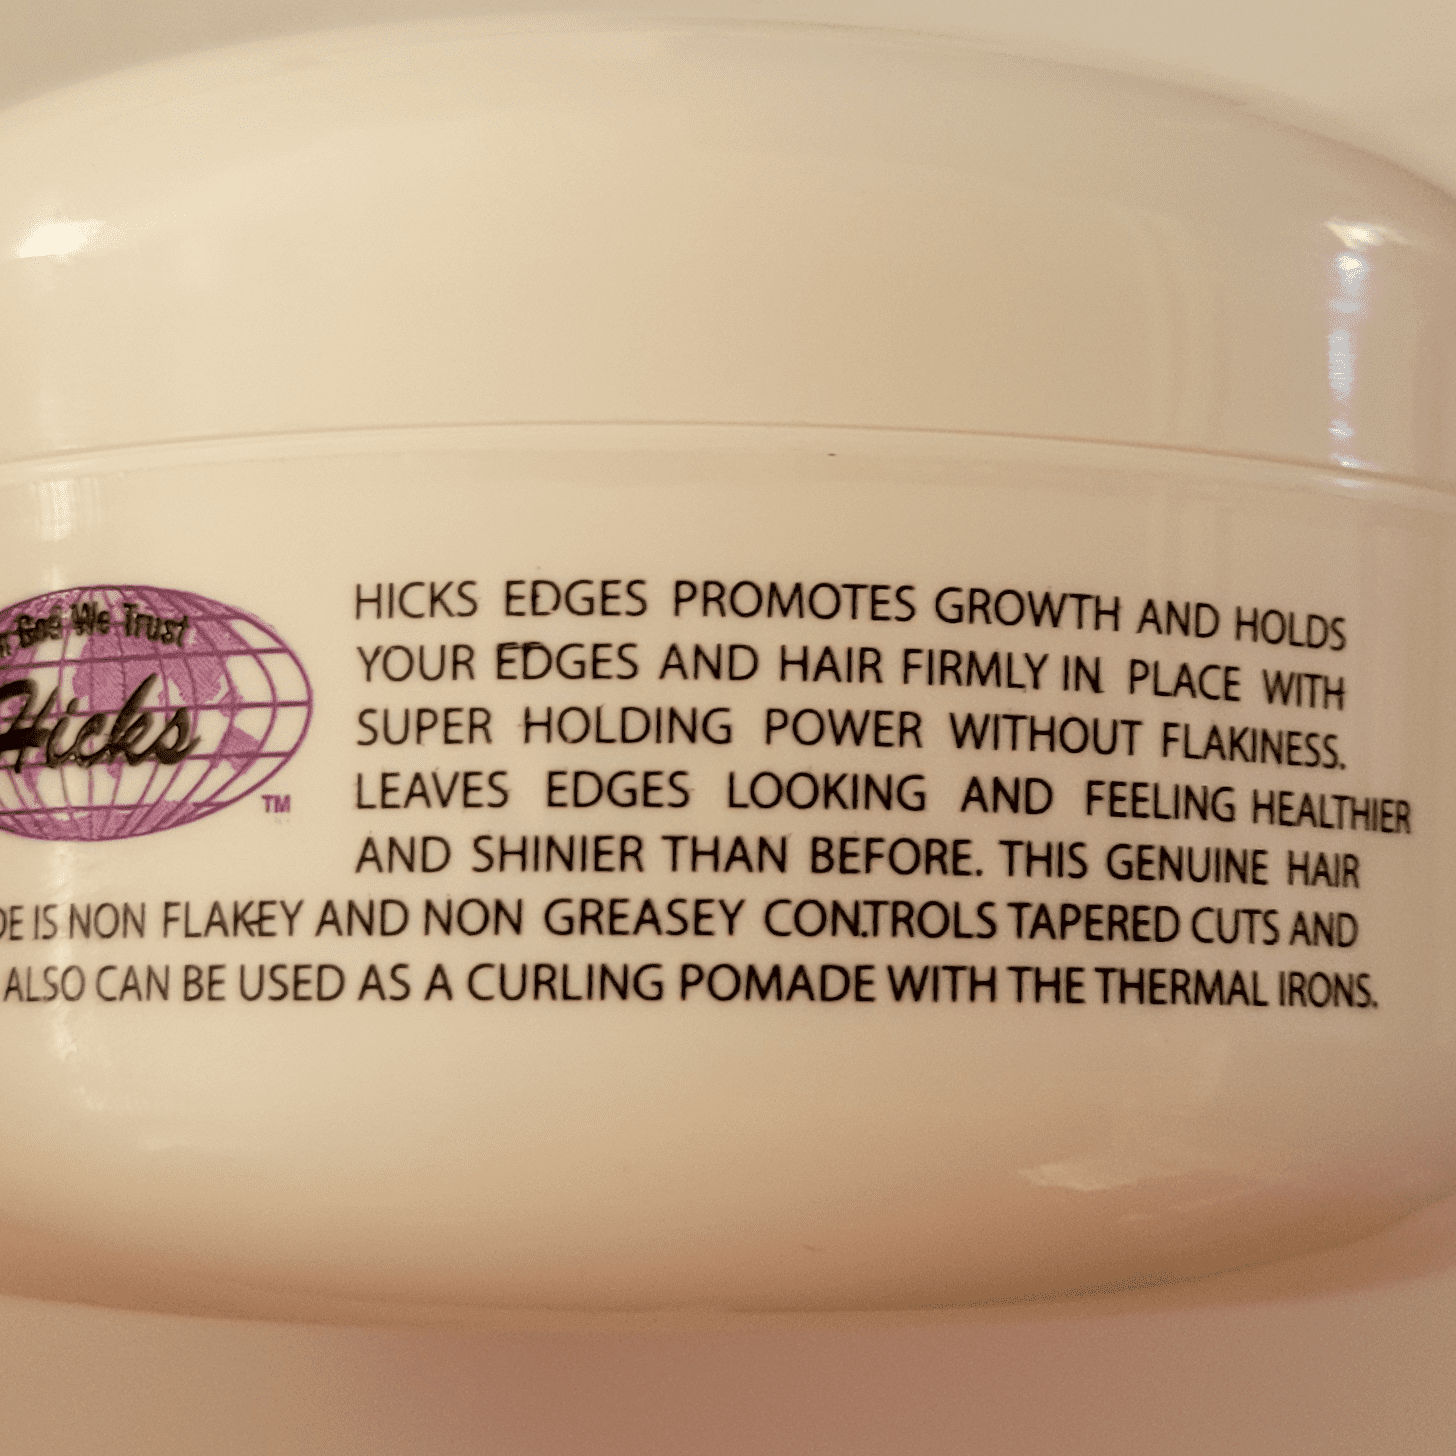 God We Trust
Hicks
TM
HICKS EDGES PROMOTES GROWTH AND HOLDS
YOUR EDGES AND HAIR FIRMLY IN PLACE WITH
SUPER HOLDING POWER WITHOUT FLAKINESS.
LEAVES EDGES LOOKING AND FEELING HEALTHIER
AND SHINIER THAN BEFORE. THIS GENUINE HAIR
DE IS NON FLAKEY AND NON GREASEY CON.TROLS TAPERED CUTS AND
ALSO CAN BE USED AS A CURLING POMADE WITH THE THERMAL IRONS.